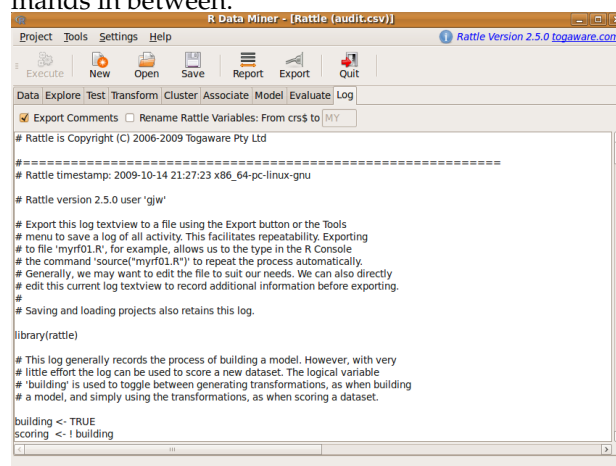 mands in between.
R Data Miner - [Rattle (audit.csv)]
Project Tools Settings Help
Rattle Version 2.5.0 togaware.com
Execute New Open Save Report Export Quit
Data Explore Test Transform Cluster Associate Model Evaluate Log
Export Comments Rename Rattle Variables: From crs$ to MY
# Rattle is Copyright (C) 2006-2009 Togaware Pty Ltd
#============================================================
# Rattle timestamp: 2009-10-14 21:27:23 x86_64-pc-linux-gnu
# Rattle version 2.5.0 user 'gjw'
# Export this log textview to a file using the Export button or the Tools
# menu to save a log of all activity. This facilitates repeatability. Exporting
# to file 'myrf01.R', for example, allows us to the type in the R Console
# the command 'source("myrf01.R")' to repeat the process automatically.
# Generally, we may want to edit the file to suit our needs. We can also directly
# edit this current log textview to record additional information before exporting.
#
# Saving and loading projects also retains this log.
library(rattle)
# This log generally records the process of building a model. However, with very
# little effort the log can be used to score a new dataset. The logical variable
# 'building' is used to toggle between generating transformations, as when building
# a model, and simply using the transformations, as when scoring a dataset.
building <- TRUE
scoring <- ! building